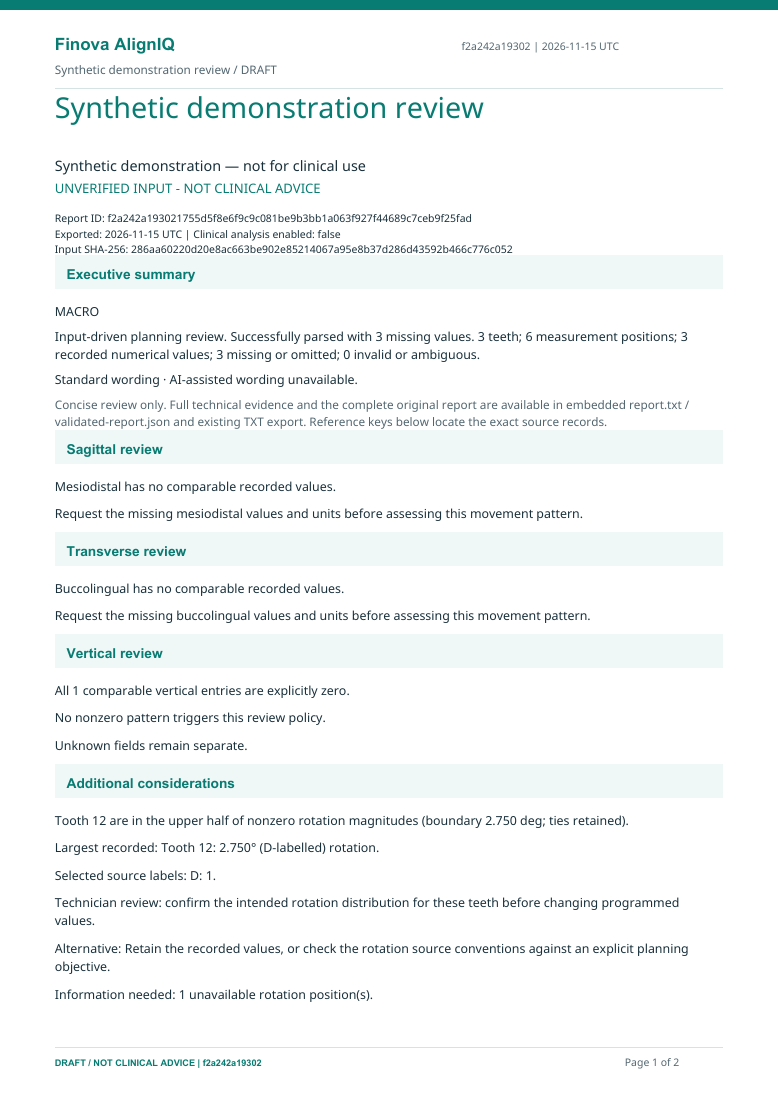 Finova AlignIQ
f2a242a19302 | 2026-11-15 UTC
Synthetic demonstration review / DRAFT
Synthetic demonstration review
Synthetic demonstration — not for clinical use
UNVERIFIED INPUT - NOT CLINICAL ADVICE
Report ID: f2a242a193021755d5f8e6f9c9c081be9b3bb1a063f927f44689c7ceb9f25fad
Exported: 2026-11-15 UTC | Clinical analysis enabled: false
Input SHA-256: 286aa60220d20e8ac663be902e85214067a95e8b37d286d43592b466c776c052
Executive summary
MACRO
Input-driven planning review. Successfully parsed with 3 missing values. 3 teeth; 6 measurement positions; 3
recorded numerical values; 3 missing or omitted; 0 invalid or ambiguous.
Standard wording · AI-assisted wording unavailable.
Concise review only. Full technical evidence and the complete original report are available in embedded report.txt /
validated-report.json and existing TXT export. Reference keys below locate the exact source records.
Sagittal review
Mesiodistal has no comparable recorded values.
Request the missing mesiodistal values and units before assessing this movement pattern.
Transverse review
Buccolingual has no comparable recorded values.
Request the missing buccolingual values and units before assessing this movement pattern.
Vertical review
All 1 comparable vertical entries are explicitly zero.
No nonzero pattern triggers this review policy.
Unknown fields remain separate.
Additional considerations
Tooth 12 are in the upper half of nonzero rotation magnitudes (boundary 2.750 deg; ties retained).
Largest recorded: Tooth 12: 2.750° (D-labelled) rotation.
Selected source labels: D: 1.
Technician review: confirm the intended rotation distribution for these teeth before changing programmed
values.
Alternative: Retain the recorded values, or check the rotation source conventions against an explicit planning
objective.
Information needed: 1 unavailable rotation position(s).
DRAFT / NOT CLINICAL ADVICE | f2a242a19302
Page 1 of 2